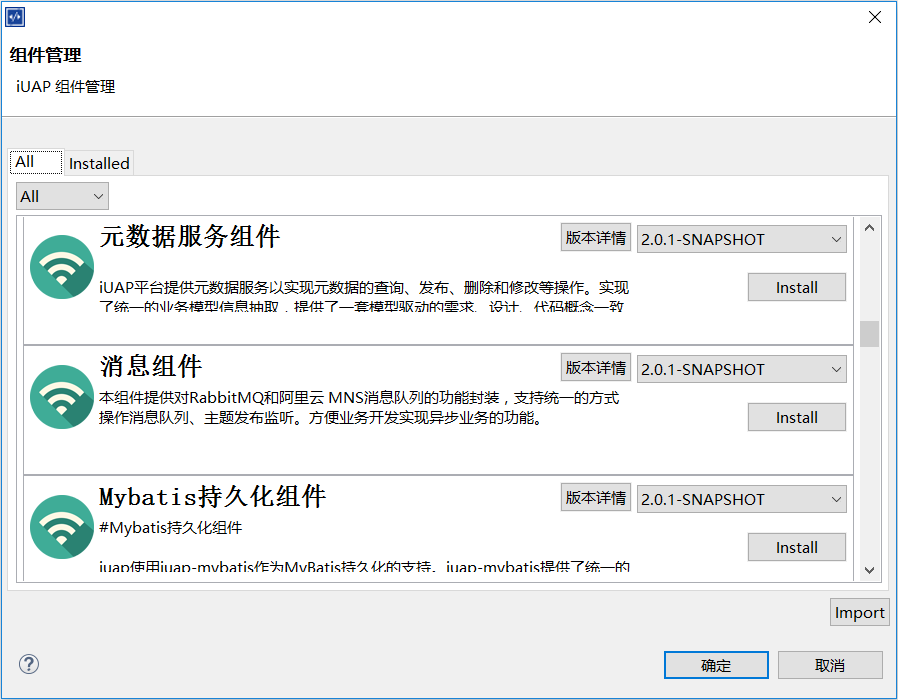 组件管理
iUAP 组件管理
All
Installed
All
元数据服务组件
版本详情
2.0.1-SNAPSHOT
iUAP平台提供元数据服务以实现元数据的查询、发布、删除和修改等操作。实现
了统一的业务模型信息抽取，提供了一套模型驱动的需求、设计、代码概念一致
Install
消息组件
版本详情
2.0.1-SNAPSHOT
本组件提供对RabbitMQ和阿里云 MNS消息队列的功能封装，支持统一的方式
操作消息队列、主题发布监听。方便业务开发实现异步业务的功能。
Install
Mybatis持久化组件
版本详情
2.0.1-SNAPSHOT
#Mybatis持久化组件
Install
iuap使用iuap-mybatis作为MyBatis持久化的支持。iuap-mybatis提供了统一的
Import
确定
取消